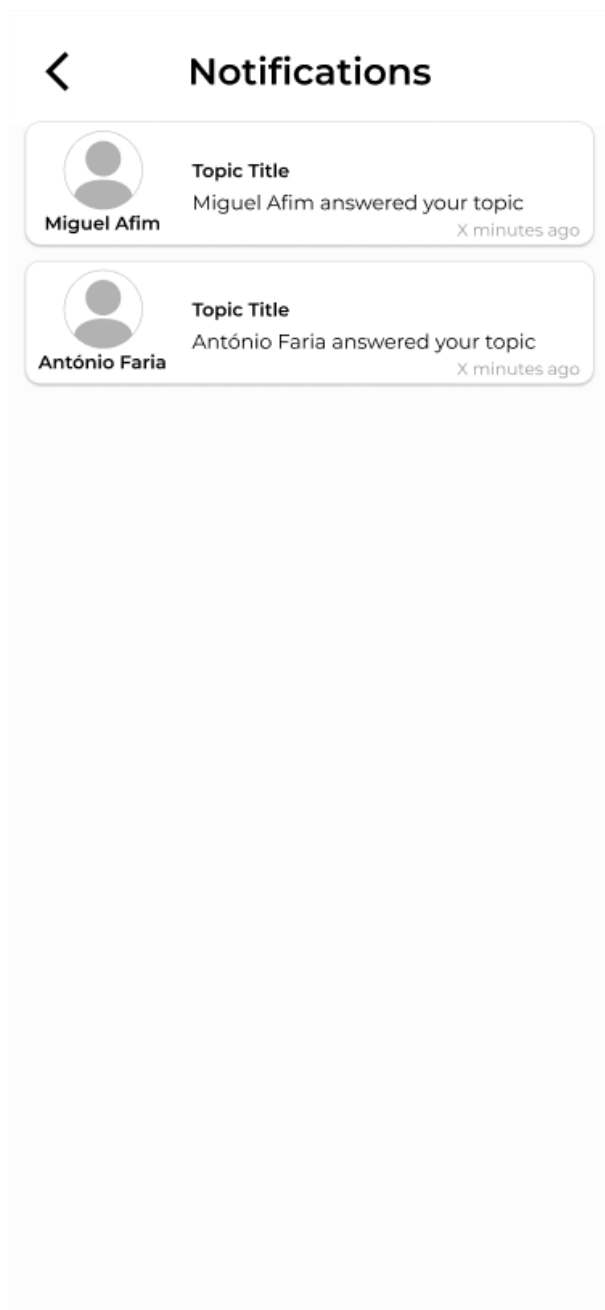 Notifications
Topic Title
Miguel Afim answered your topic
Miguel Afim
X minutes ago
Topic Title
António Faria answered your topic
António Faria
X minutes ago